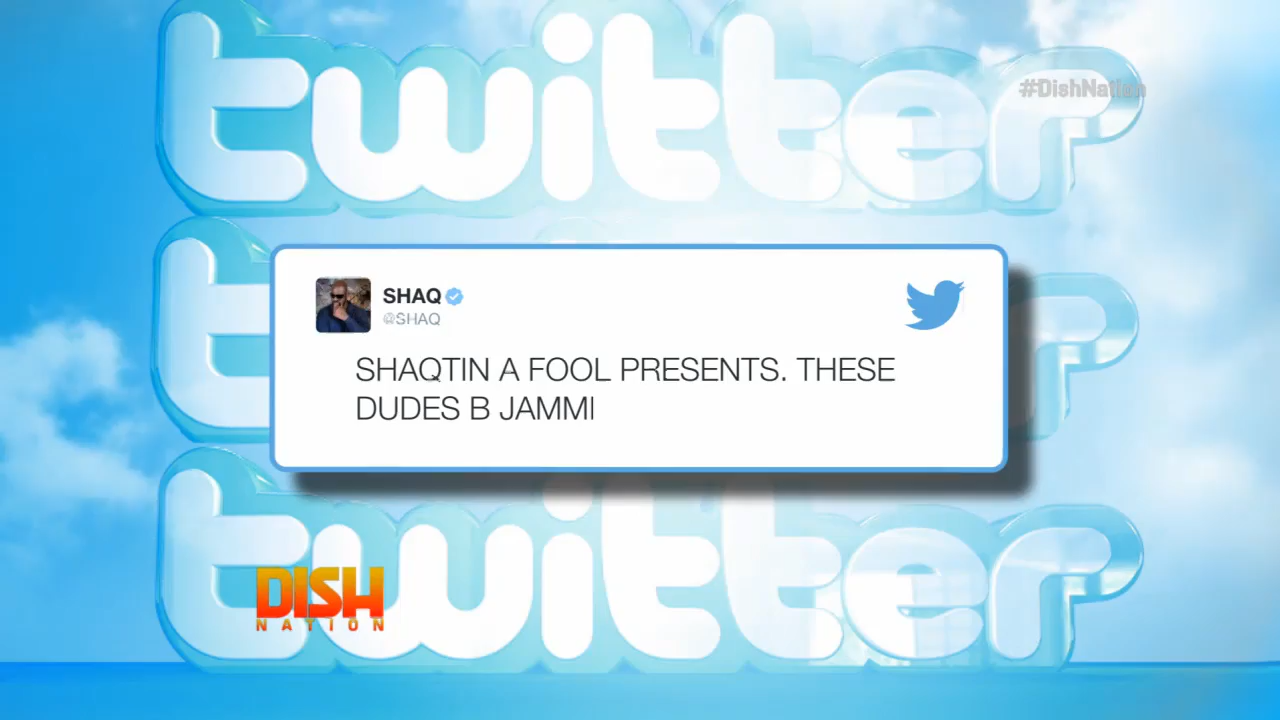 twitter
#DishNation
SHAQ
@SHAQ
SHAQTIN A FOOL PRESENTS. THESE
DUDES B JAMMI
twitter
DISH
NATION